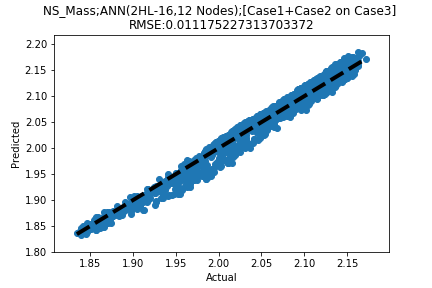 NS_Mass;ANN(2HL-16,12 Nodes);[Case1+Case2 on Case3]
RMSE:0.011175227313703372
2.20
2.15
2.10
2.05
2.00
1.95
1.90
1.85
1.80
Predicted
1.85 1.90 1.95 2.00 2.05 2.10 2.15
Actual